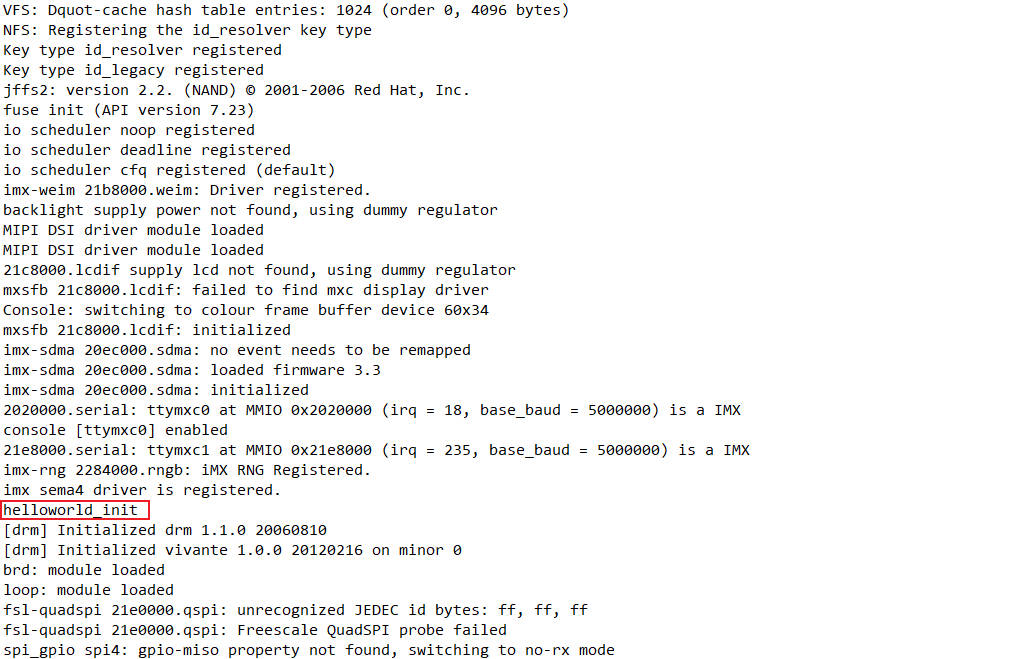 VFS: Dquot-cache hash table entries: 1024 (order 0, 4096 bytes)
NFS: Registering the id_resolver key type
Key type id_resolver registered
Key type id_legacy registered
jffs2: version 2.2. (NAND) © 2001-2006 Red Hat, Inc.
fuse init (API version 7.23)
io scheduler noop registered
io scheduler deadline registered
io scheduler cfq registered (default)
imx-weim 21b8000.weim: Driver registered.
backlight supply power not found, using dummy regulator
MIPI DSI driver module loaded
MIPI DSI driver module loaded
21c8000.lcdif supply lcd not found, using dummy regulator
mxsfb 21c8000.lcdif: failed to find mxc display driver
Console: switching to colour frame buffer device 60x34
mxsfb 21c8000.lcdif: initialized
imx-sdma 20ec000.sdma: no event needs to be remapped
imx-sdma 20ec000.sdma: loaded firmware 3.3
imx-sdma 20ec000.sdma: initialized
2020000.serial: ttymxc0 at MMIO 0x2020000 (irq = 18, base_baud = 5000000) is a IMX
console [ttymxc0] enabled
21e8000.serial: ttymxc1 at MMIO 0x21e8000 (irq = 235, base_baud = 5000000) is a IMX
imx-rng 2284000.rngb: iMX RNG Registered.
imx sema4 driver is registered.
helloworld_init
[drm] Initialized drm 1.1.0 20060810
[drm] Initialized vivante 1.0.0 20120216 on minor 0
brd: module loaded
loop: module loaded
fsl-quadspi 21e0000.qspi: unrecognized JEDEC id bytes: ff, ff, ff
fsl-quadspi 21e0000.qspi: Freescale QuadSPI probe failed
spi_gpio spi4: gpio-miso property not found, switching to no-rx mode